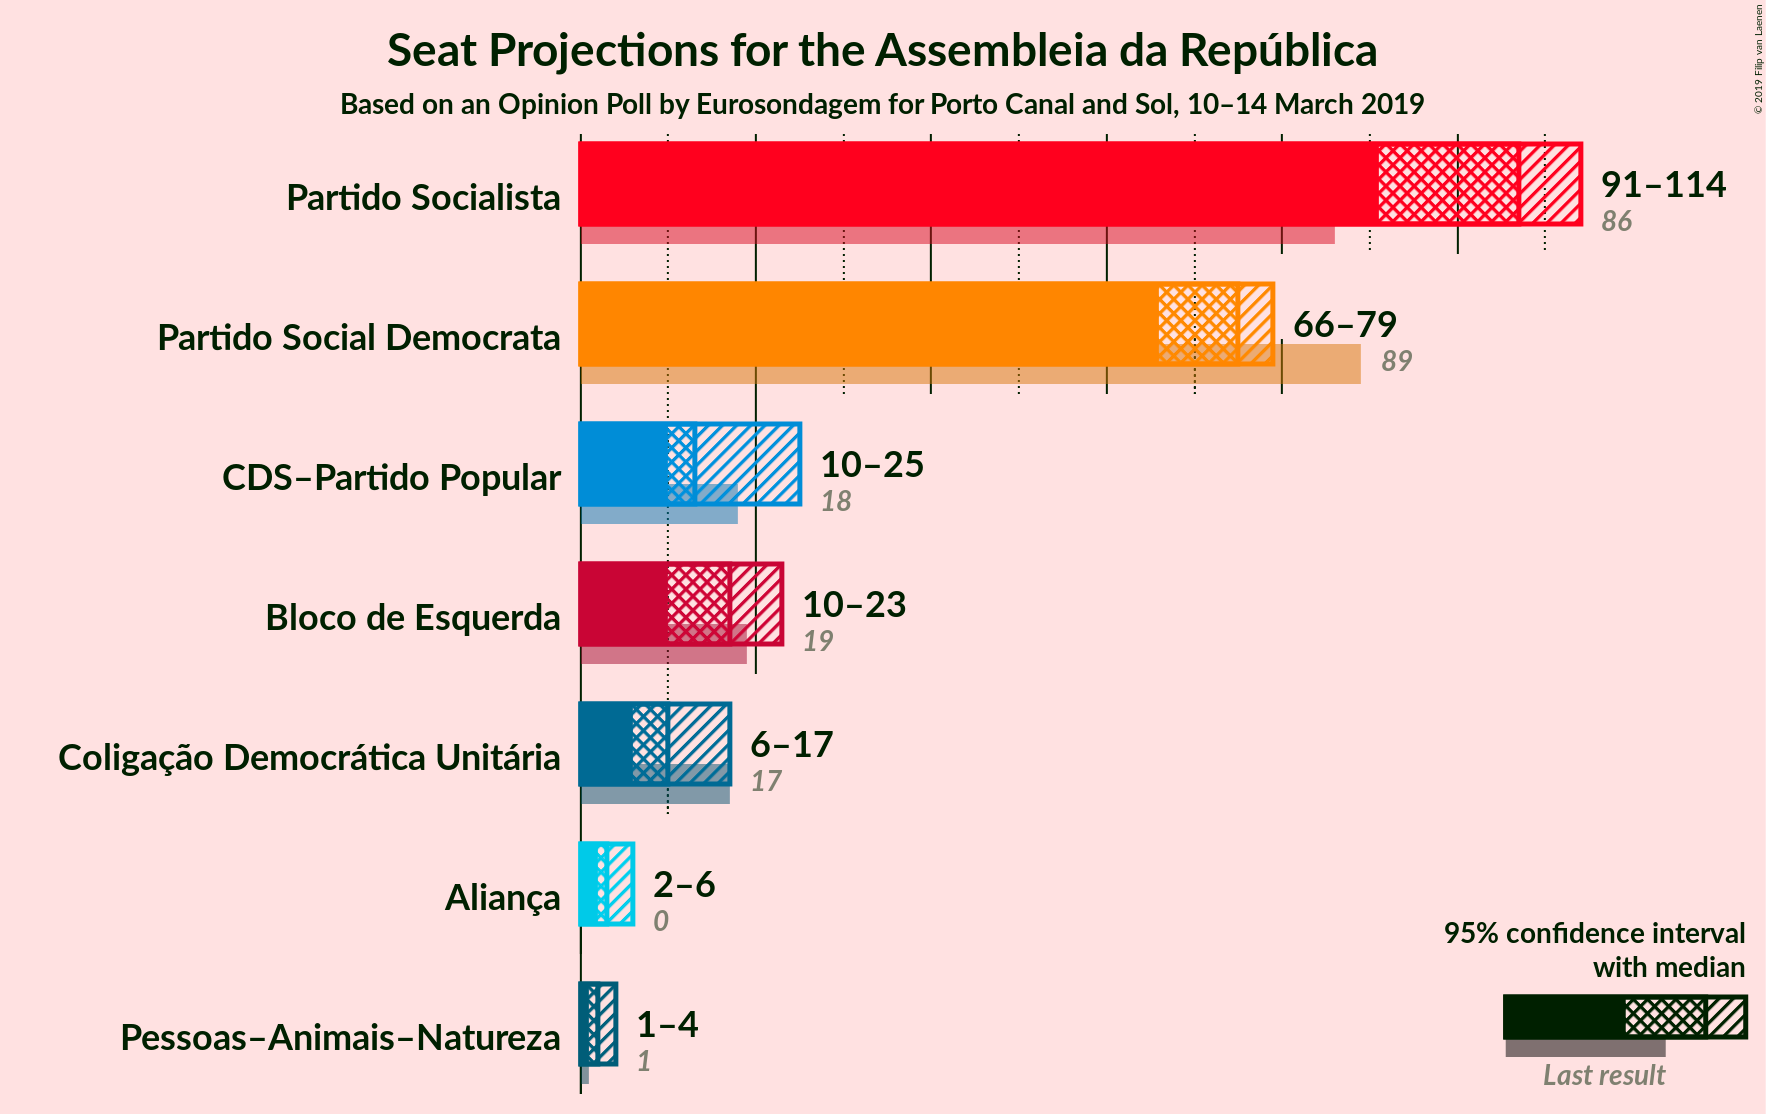 Seat Projections for the Assembleia da República
Based on an Opinion Poll by Eurosondagem for Porto Canal and Sol, 10–14 March 2019
© 2019 Filip van Laenen
Partido Socialista
91–114
86
Partido Social Democrata
66–79
89
CDS–Partido Popular
10–25
18
Bloco de Esquerda
10–23
19
Coligação Democrática Unitária
6–17
17
Aliança
2–6
0
Pessoas–Animais–Natureza
1–4
1
95% confidence interval
with median
Last result